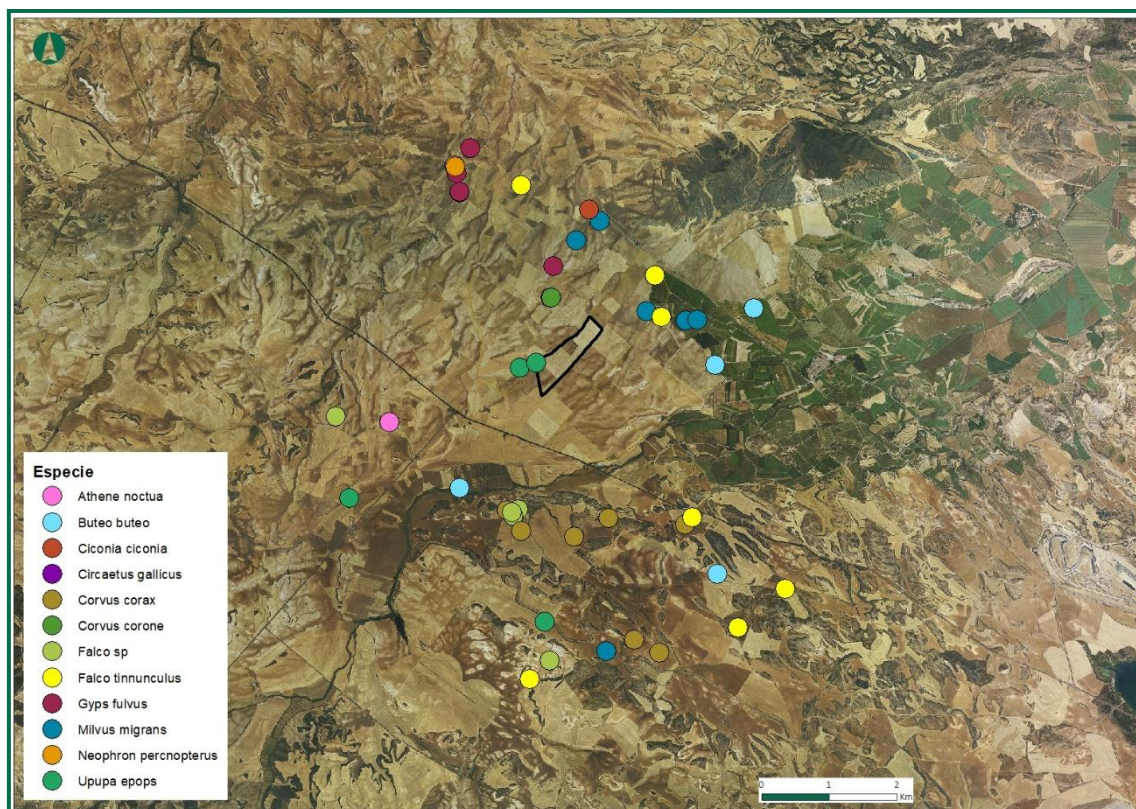 Especie
Athene noctua
Buteo buteo
Ciconia ciconia
Circaetus gallicus
Corvus corax
Corvus corone
Falco sp
Falco tinnunculus
Gyps fulvus
Milvus migrans
Neophron percnopterus
Upupa epops
0 1 2
Km